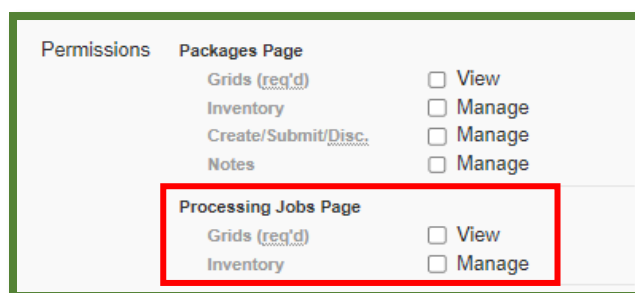 Permissions Packages Page
Grids (req'd) View
Inventory Manage
Create/Submit/Disc. Manage
Notes Manage
Processing Jobs Page
Grids (req'd) View
Inventory Manage